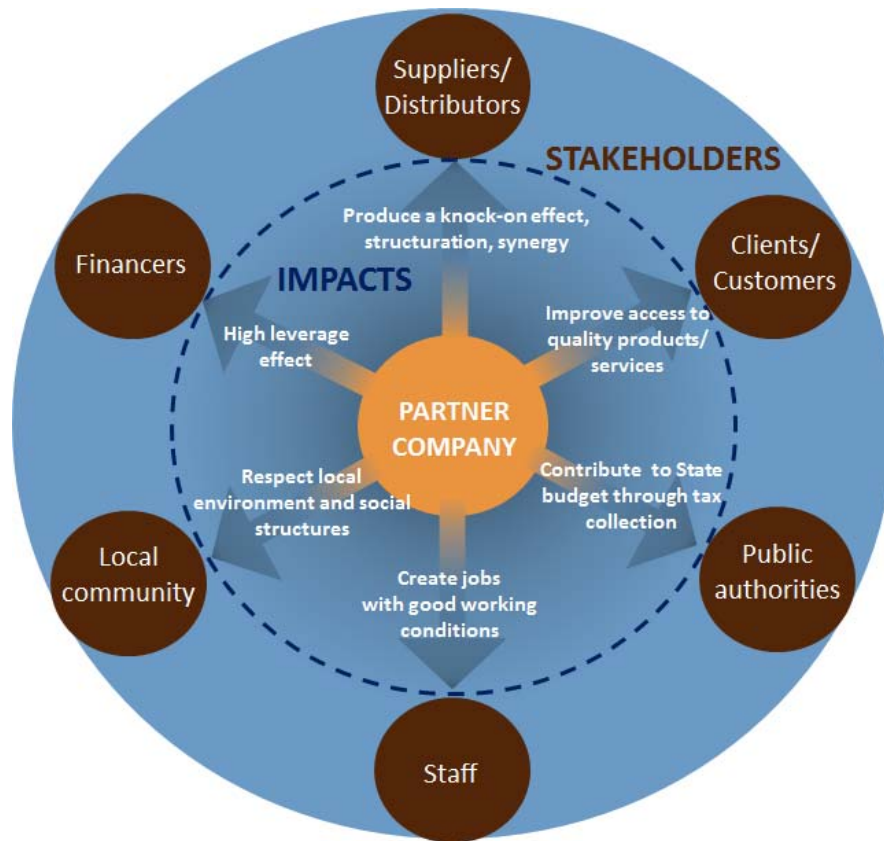 Suppliers/
Distributors
STAKEHOLDERS
Produce a knock-on effect,
structuration, synergy
Financers
Clients/
Customers
IMPACTS
High leverage
effect
Improve access to
quality products/
services
PARTNER
COMPANY
Respect local
environment and social
structures
Contribute to State
budget through tax
collection
Local
community
Public
authorities
Create jobs
with good working
conditions
Staff